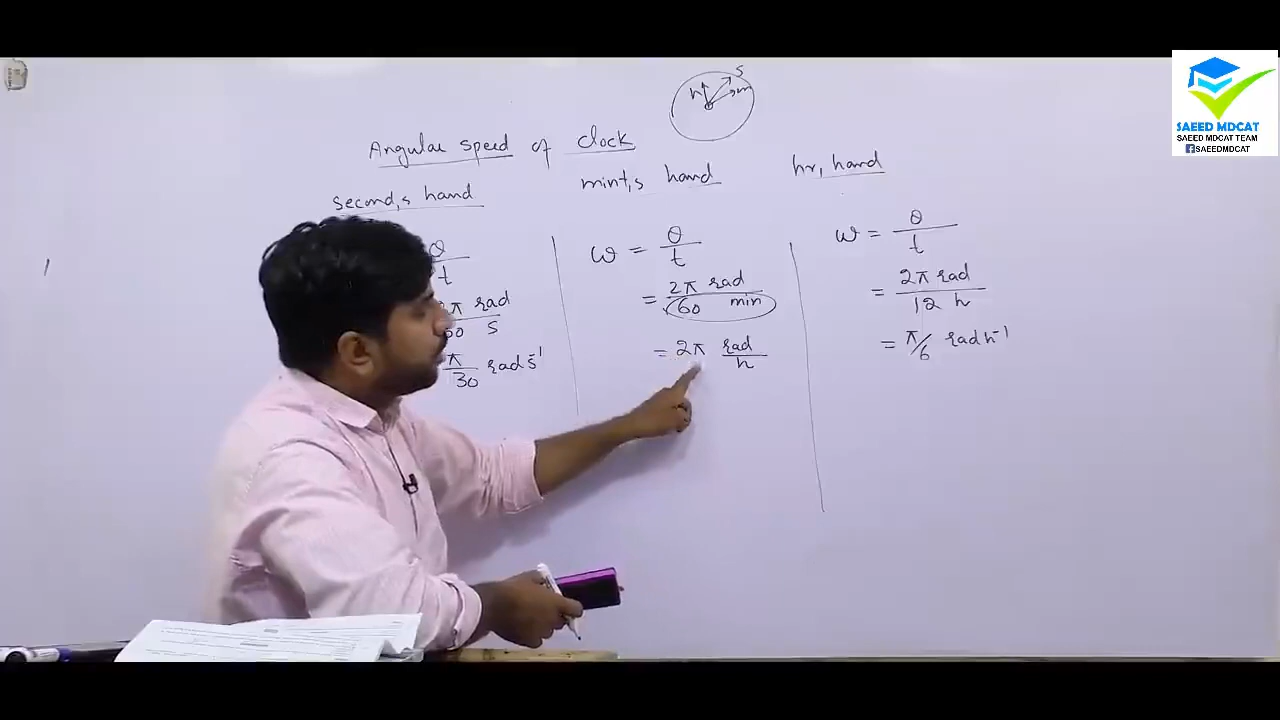 SAEED MDCAT
SAEED MDCAT TEAM
SAEEDMDCAT
h s m
Angular speed of clock
second,s hand
θ
t
π rad
s
π
30 rad s⁻¹
mint,s hand
ω = θ
t
= 2π rad
60 min
= 2π rad
h
hr, hand
ω = θ
t
= 2π rad
12 h
= π/6 rad h⁻¹